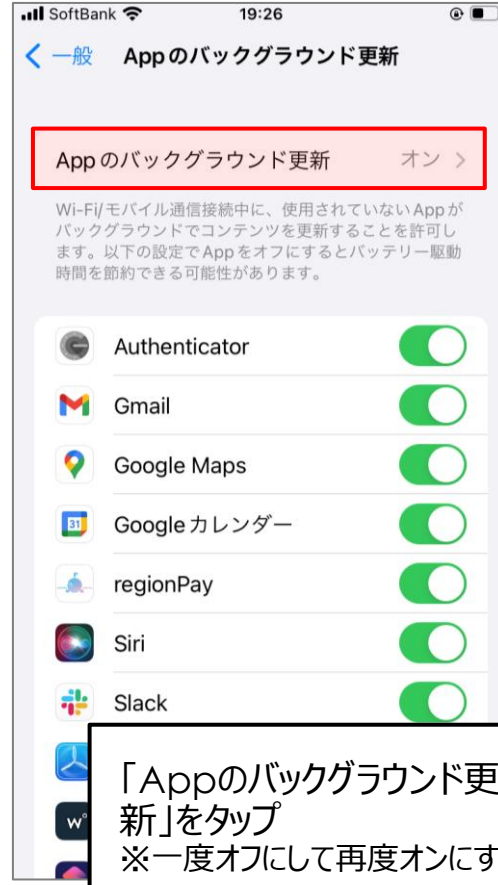 SoftBank 19:26
一般 Appのバックグラウンド更新
Appのバックグラウンド更新 オン
Wi-Fi/モバイル通信接続中に、使用されていないAppが
バックグラウンドでコンテンツを更新することを許可し
ます。以下の設定でAppをオフにするとバッテリー駆動
時間を節約できる可能性があります。
Authenticator
Gmail
Google Maps
31
Googleカレンダー
regionPay
Siri
Slack
「Appのバックグラウンド更
新」をタップ
W
※一度オフにして再度オンにす